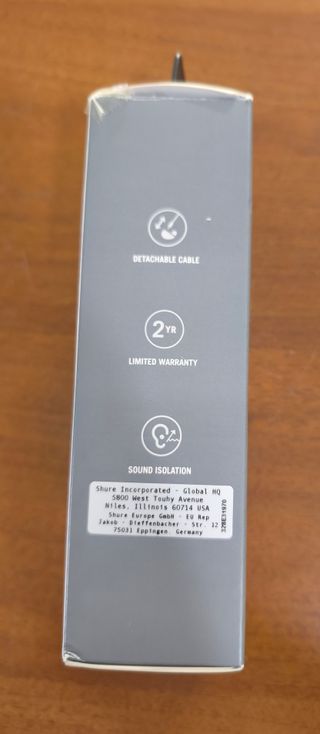 DETACHABLE CABLE
2YR
LIMITED WARRANTY
SOUND ISOLATION
Shure Incorporated - Global HQ
5800 West Touhy Avenue
Niles, Illinois 60714 USA
Shure Europe GmbH - EU Rep
Jakob - Dieffenbacher - Str. 12
75031 Eppingen, Germany